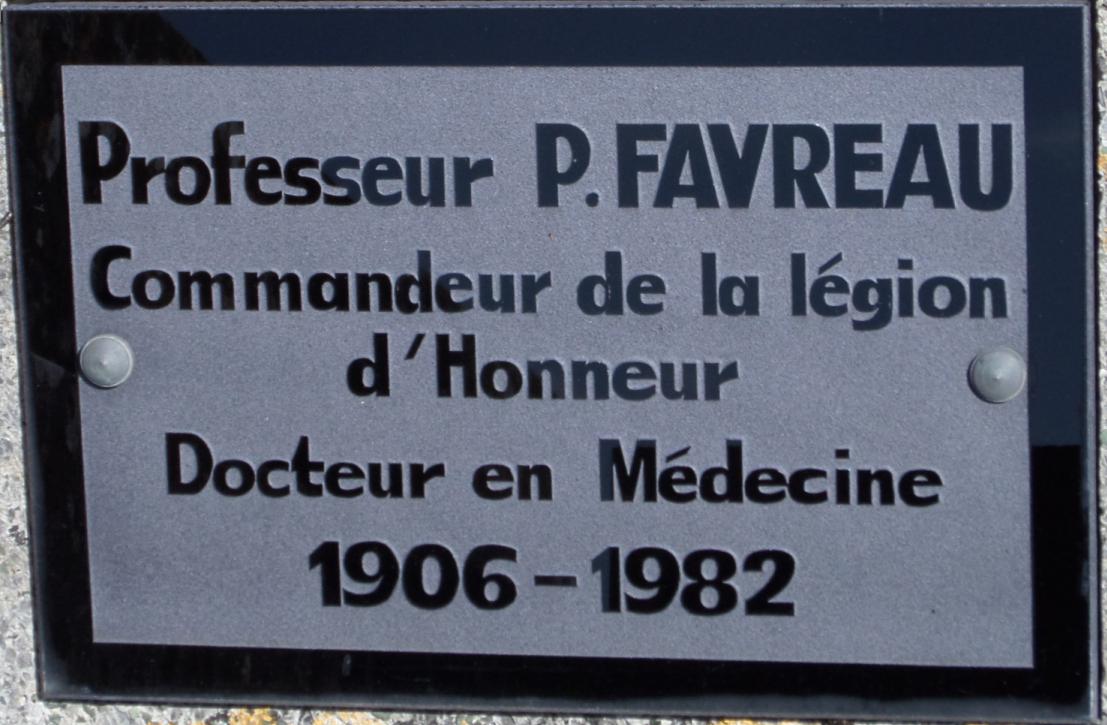 Professeur P. FAVREAU
Commandeur de la légion
d'Honneur
Docteur en Médecine
1906-1982